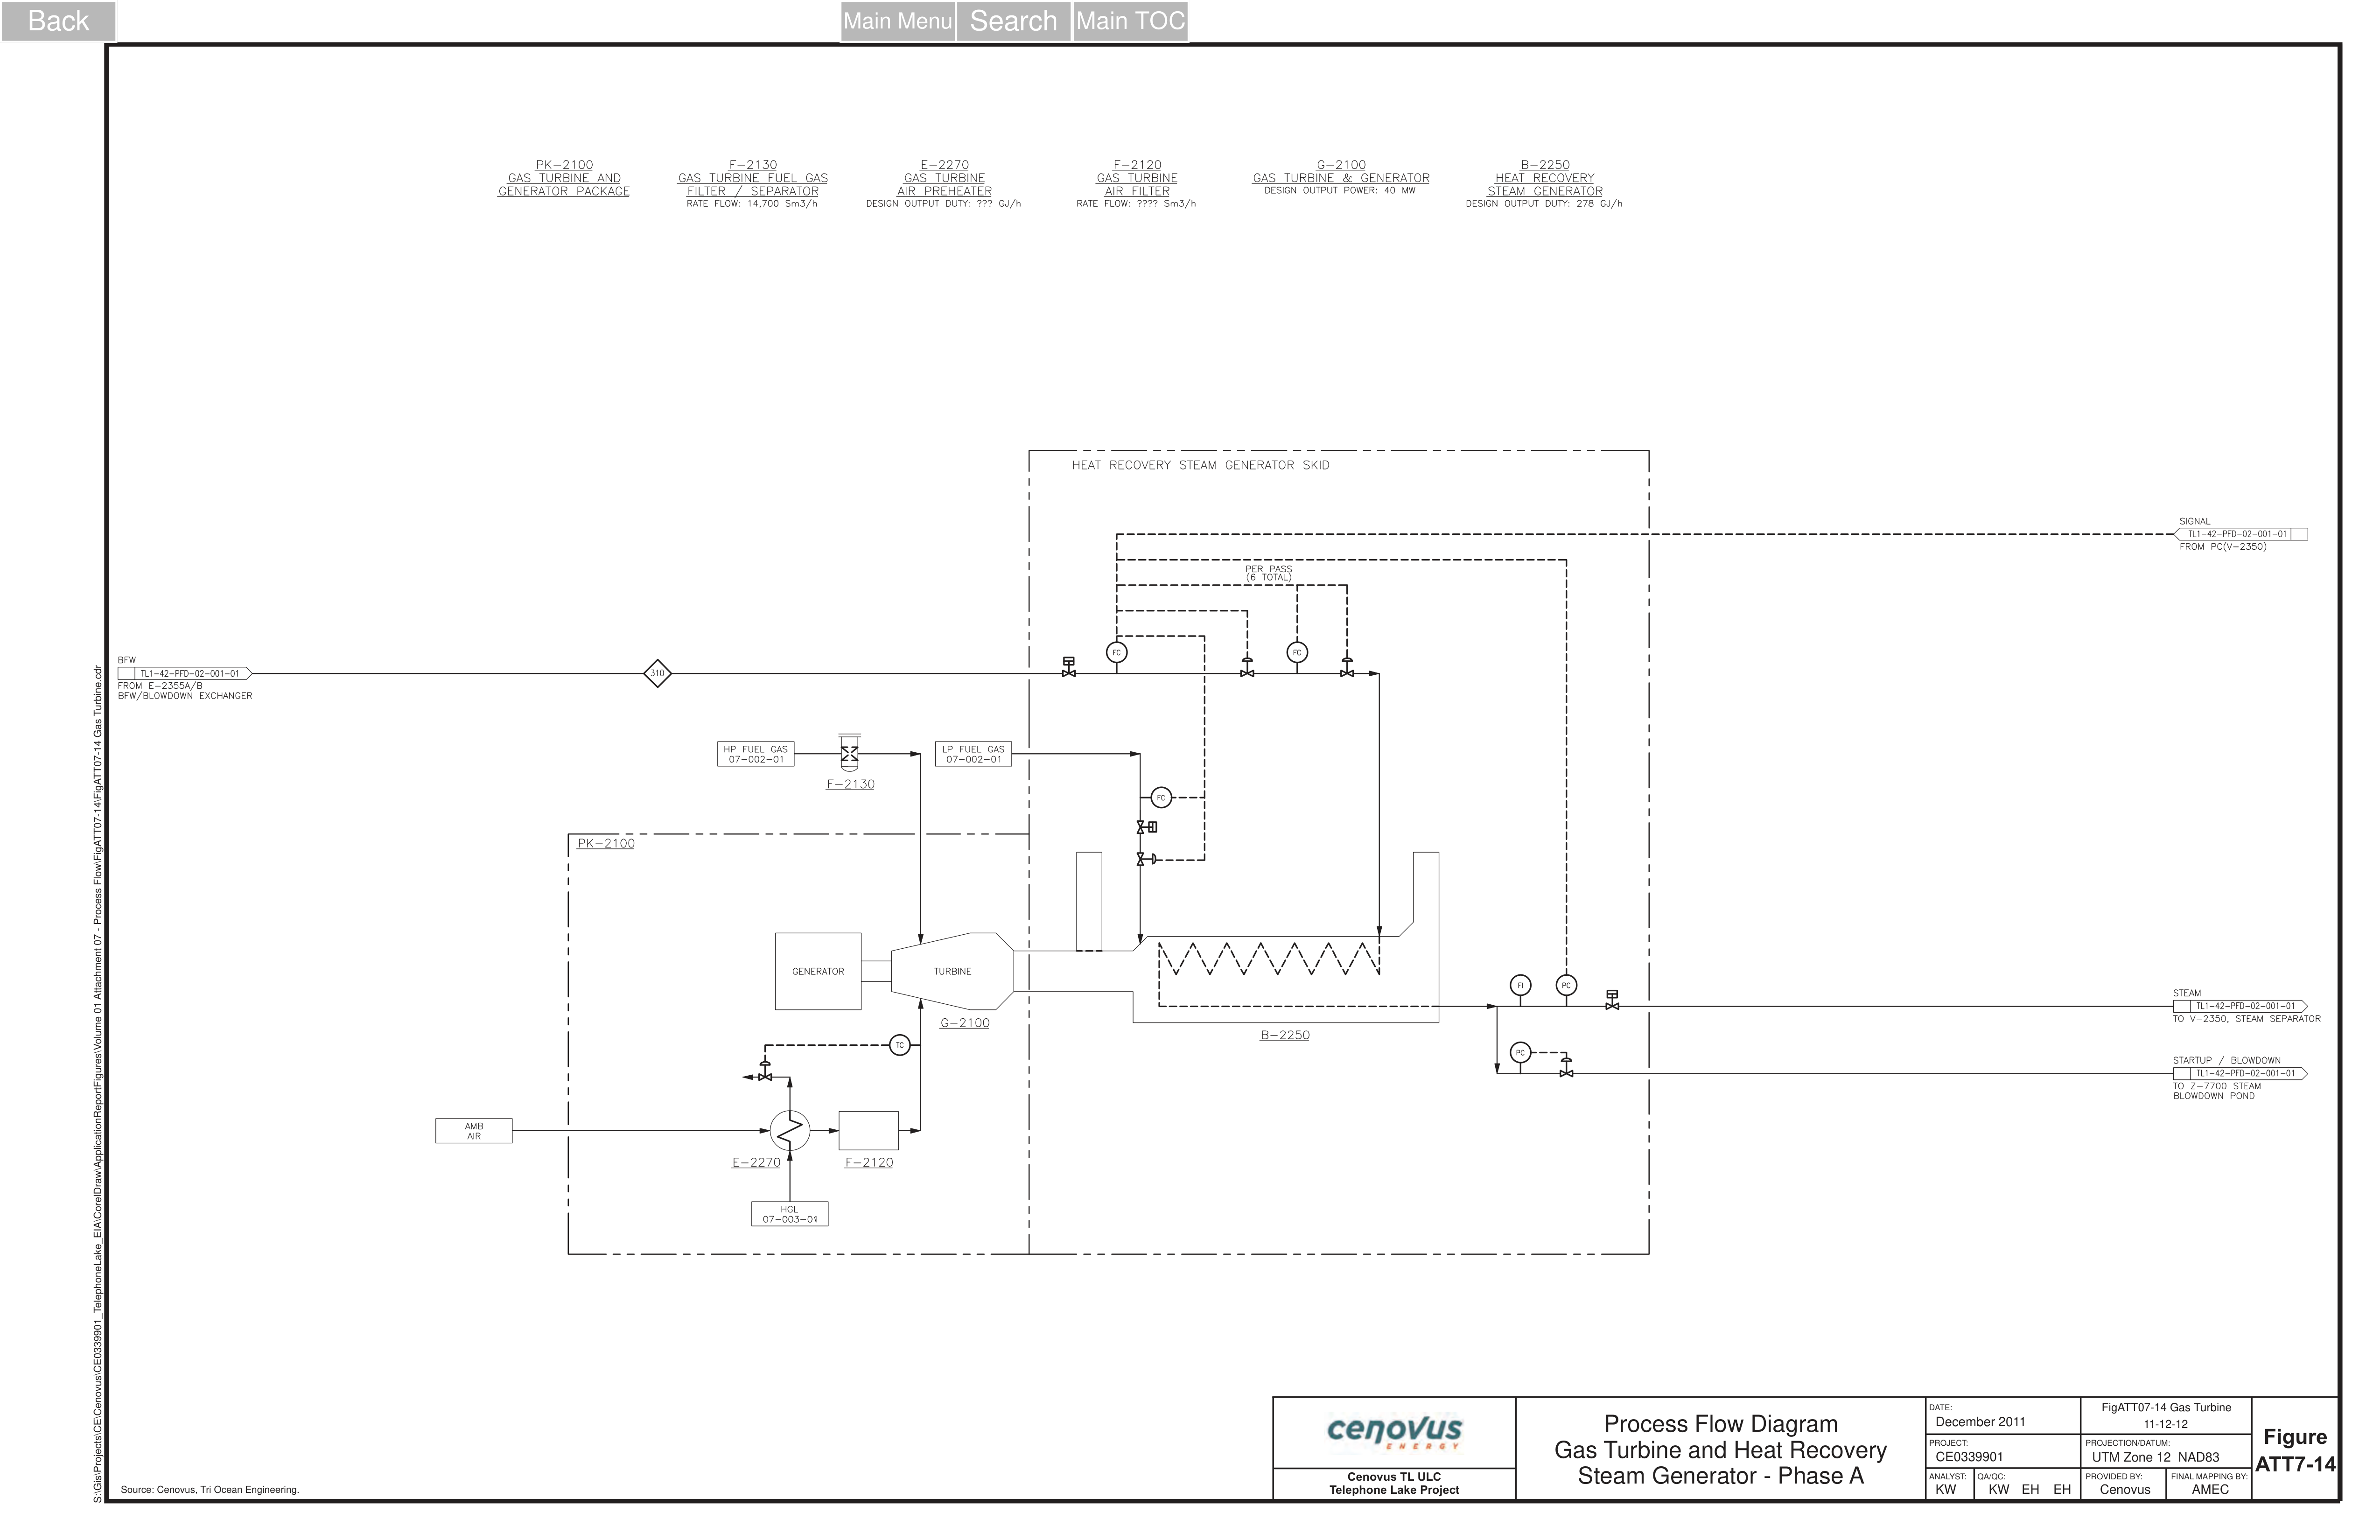 Back
Main Menu
Search
Main TOC
PK-2100
GAS TURBINE AND
GENERATOR PACKAGE
F-2130
GAS TURBINE FUEL GAS
FILTER / SEPARATOR
RATE FLOW: 14,700 Sm3/h
E-2270
GAS TURBINE
AIR PREHEATER
DESIGN OUTPUT DUTY: ??? GJ/h
F-2120
GAS TURBINE
AIR FILTER
RATE FLOW: ???? Sm3/h
G-2100
GAS TURBINE & GENERATOR
DESIGN OUTPUT POWER: 40 MW
B-2250
HEAT RECOVERY
STEAM GENERATOR
DESIGN OUTPUT DUTY: 278 GJ/h
HEAT RECOVERY STEAM GENERATOR SKID
SIGNAL
TL1-42-PFD-02-001-01
FROM PC(V-2350)
PER PASS
(6 TOTAL)
FC
FC
BFW
TL1-42-PFD-02-001-01
FROM E-2355A/B
BFW/BLOWDOWN EXCHANGER
310
HP FUEL GAS
07-002-01
F-2130
LP FUEL GAS
07-002-01
FC
PK-2100
GENERATOR
TURBINE
G-2100
B-2250
FI
PC
STEAM
TL1-42-PFD-02-001-01
TO V-2350, STEAM SEPARATOR
TC
PC
STARTUP / BLOWDOWN
TL1-42-PFD-02-001-01
TO Z-7700 STEAM
BLOWDOWN POND
AMB
AIR
E-2270
F-2120
HGL
07-003-01
S:\Gis\Projects\CE\Cenovus\CE0339901_TelephoneLake_EIA\CorelDraw\ApplicationReportFigures\Volume 01 Attachment 07 - Process Flow\FigATT07-14\FigATT07-14 Gas Turbine.cdr
Source: Cenovus, Tri Ocean Engineering.
cenovus
ENERGY
Cenovus TL ULC
Telephone Lake Project
Process Flow Diagram
Gas Turbine and Heat Recovery
Steam Generator - Phase A
DATE:
December 2011
FigATT07-14 Gas Turbine
11-12-12
PROJECT:
CE0339901
PROJECTION/DATUM:
UTM Zone 12 NAD83
ANALYST:
KW
QA/QC:
KW EH EH
PROVIDED BY:
Cenovus
FINAL MAPPING BY:
AMEC
Figure
ATT7-14